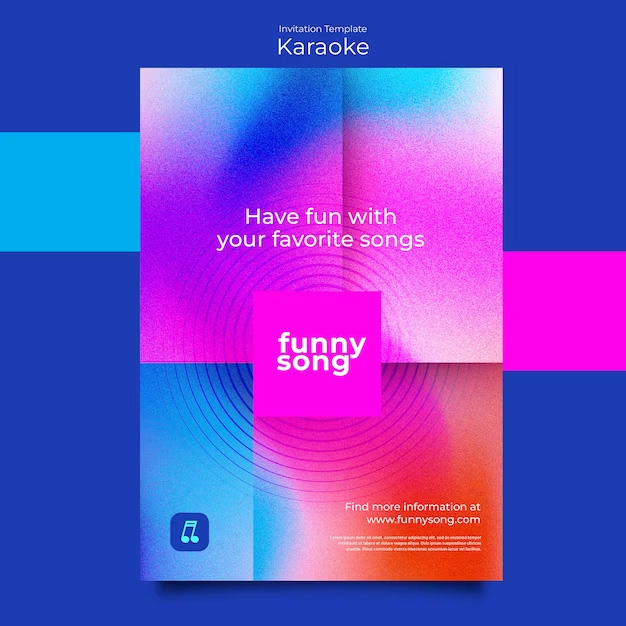 Invitation Template
Karaoke
Have fun with
your favorite songs
funny
song
Find more information at
www.funnysong.com